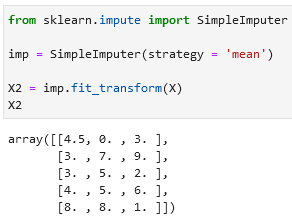 from sklearn.impute import SimpleImputer
imp = SimpleImputer(strategy = 'mean')
X2 = imp.fit_transform(X)
X2
array([[4.5, 0. , 3. ],
       [3. , 7. , 9. ],
       [3. , 5. , 2. ],
       [4. , 5. , 6. ],
       [8. , 8. , 1. ]])